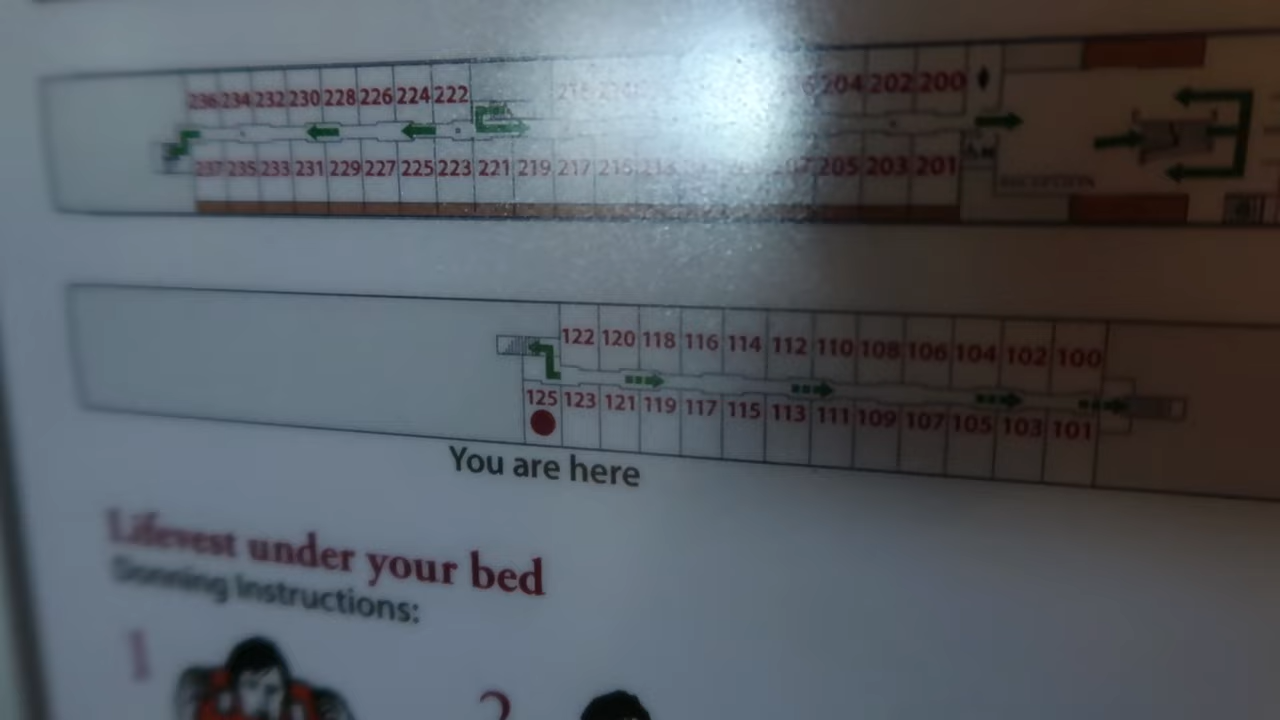 236 234 232 230 228 226 224 222 204 202 200
237 235 233 231 229 227 225 223 221 219 217 205 203 201
RECEPTION
122 120 118 116 114 112 110 108 106 104 102 100
125 123 121 119 117 115 113 111 109 107 105 103 101
You are here
Lifevest under your bed
Donning Instructions:
1
2